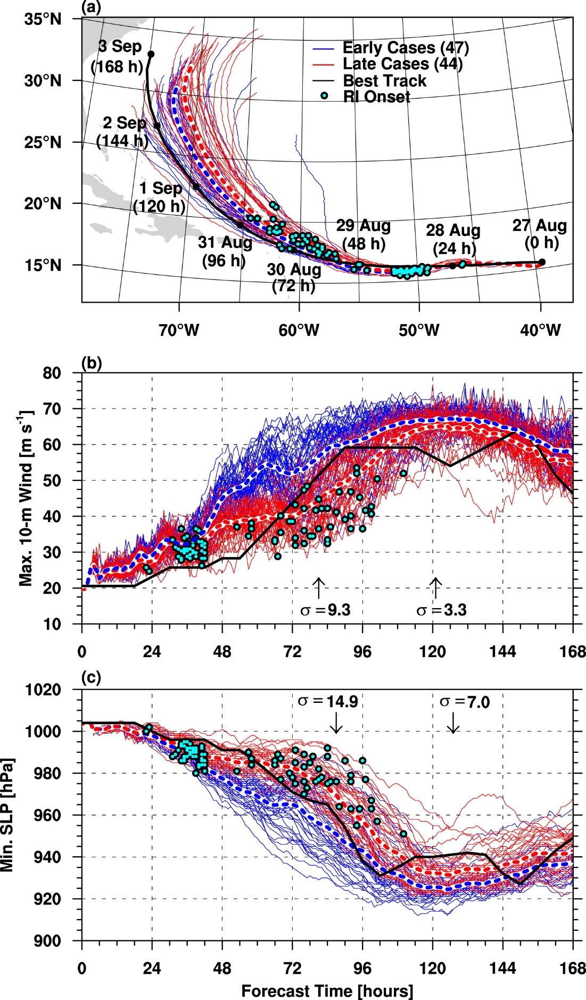 (a)
35°N
30°N
25°N
20°N
15°N
3 Sep
(168 h)
2 Sep
(144 h)
1 Sep
(120 h)
31 Aug
(96 h)
30 Aug
(72 h)
29 Aug
(48 h)
28 Aug
(24 h)
27 Aug
(0 h)
Early Cases (47)
Late Cases (44)
Best Track
RI Onset
70°W 60°W 50°W 40°W
(b)
Max. 10-m Wind [m s-1]
80
70
60
50
40
30
20
10
σ = 9.3 σ = 3.3
0 24 48 72 96 120 144 168
(c)
Min. SLP [hPa]
1020
1000
980
960
940
920
900
σ = 14.9 σ = 7.0
0 24 48 72 96 120 144 168
Forecast Time [hours]